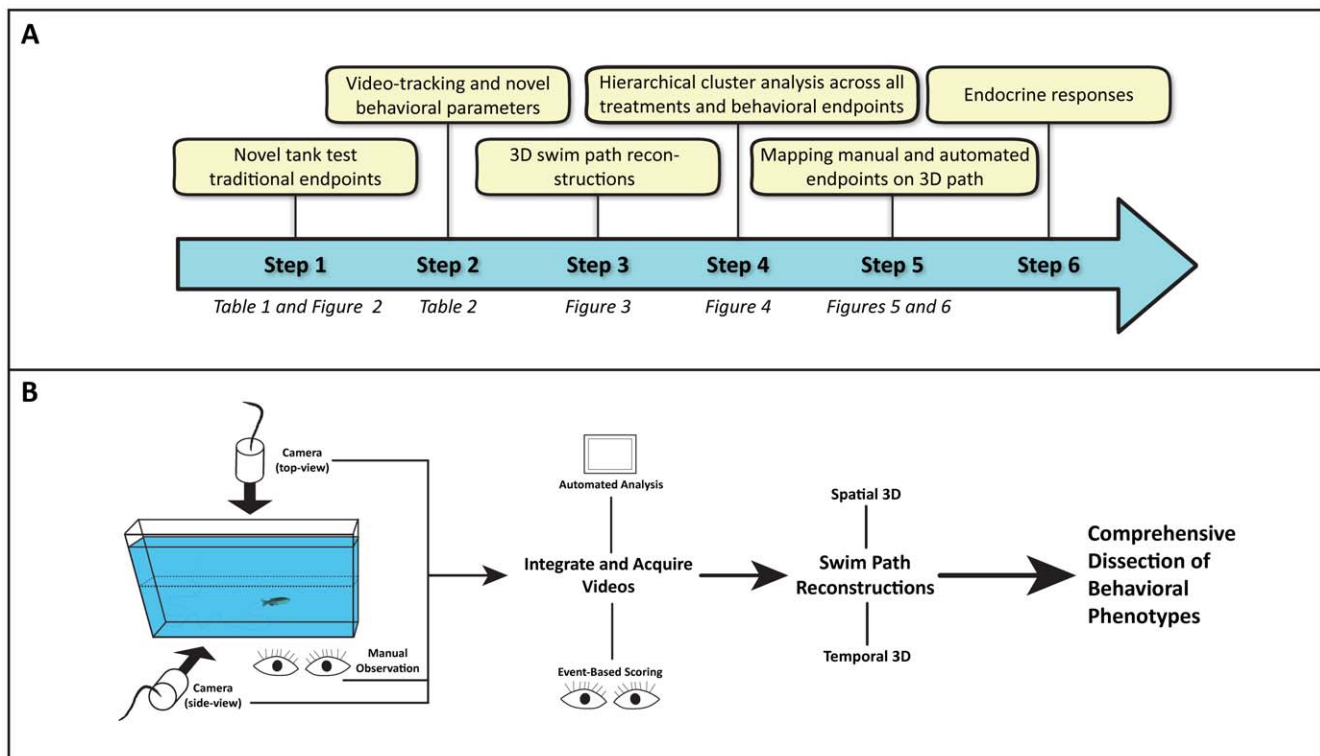 A
Video-tracking and novel
behavioral parameters
Hierarchical cluster analysis across all
treatments and behavioral endpoints
Endocrine responses
Novel tank test
traditional endpoints
3D swim path recon-
structions
Mapping manual and automated
endpoints on 3D path
Step 1
Step 2
Step 3
Step 4
Step 5
Step 6
Table 1 and Figure 2
Table 2
Figure 3
Figure 4
Figures 5 and 6
B
Camera
(top-view)
Manual
Observation
Camera
(side-view)
Automated Analysis
Integrate and Acquire
Videos
Event-Based Scoring
Spatial 3D
Swim Path
Reconstructions
Temporal 3D
Comprehensive
Dissection of
Behavioral
Phenotypes